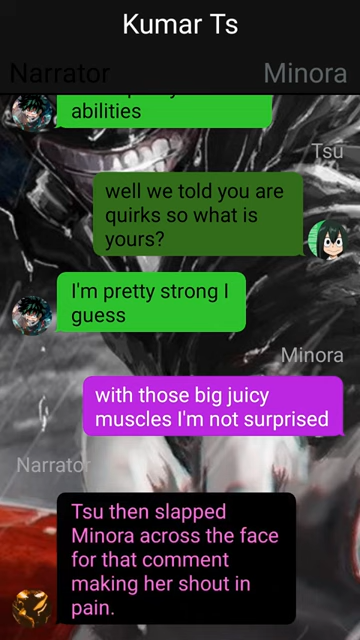 Kumar Ts
Narrator
Minora
abilities
Tsu
well we told you are
quirks so what is
yours?
I'm pretty strong I
guess
Minora
with those big juicy
muscles I'm not surprised
Narrator
Tsu then slapped
Minora across the face
for that comment
making her shout in
pain.